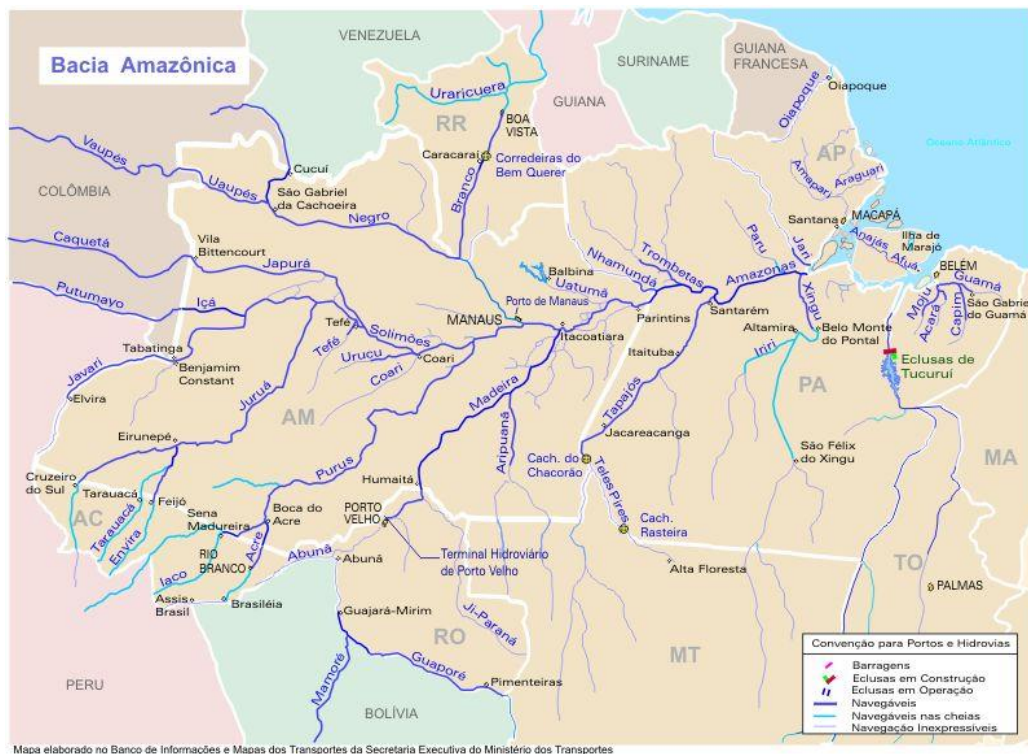 Bacia Amazônica
VENEZUELA
SURINAME
GUIANA
FRANCESA
GUIANA
COLÔMBIA
PERU
BOLÍVIA
Oceano Atlântico
RR
AP
AM
PA
AC
RO
MT
TO
MA
Uraricuera
BOA
VISTA
Caracaraí
Corredeiras do
Bem Querer
Branco
Oiapoque
Oiapoque
Amapari
Araguari
Vaupés
Uaupés
Cucuí
São Gabriel
da Cachoeira
Negro
Caquetá
Vila
Bittencourt
Japurá
Putumayo
Içá
Santana
MACAPÁ
Ilha de
Marajó
Anajás
Afuá
BELÉM
Guamá
São Gabriel
do Guamá
Moju
Acará
Capim
Paru
Jari
Amazonas
Xingu
Trombetas
Nhamundá
Balbina
Uatumã
Porto de Manaus
MANAUS
Itacoatiara
Parintins
Santarém
Altamira
Belo Monte
do Pontal
Iriri
Eclusas de
Tucuruí
Tefé
Tefé
Solimões
Urucu
Coari
Coari
Tabatinga
Benjamim
Constant
Javari
Elvira
Juruá
Eirunepé
Itaituba
Tapajós
Jacareacanga
Madeira
Aripuanã
Cach. do
Chacorão
Teles Pires
Cach.
Rasteira
São Félix
do Xingu
Purus
Humaitá
Cruzeiro
do Sul
Tarauacá
Feijó
Tarauacá
Envira
Sena
Madureira
Boca do
Acre
PORTO
VELHO
Terminal Hidroviário
de Porto Velho
RIO
BRANCO
Acre
Iaco
Abunã
Abunã
Assis
Brasil
Brasiléia
Alta Floresta
PALMAS
Guajará-Mirim
Ji-Paraná
Mamoré
Guaporé
Pimenteiras
Convenção para Portos e Hidrovias
Barragens
Eclusas em Construção
Eclusas em Operação
Navegáveis
Navegáveis nas cheias
Navegação Inexpressíveis
Mapa elaborado no Banco de Informações e Mapas dos Transportes da Secretaria Executiva do Ministério dos Transportes